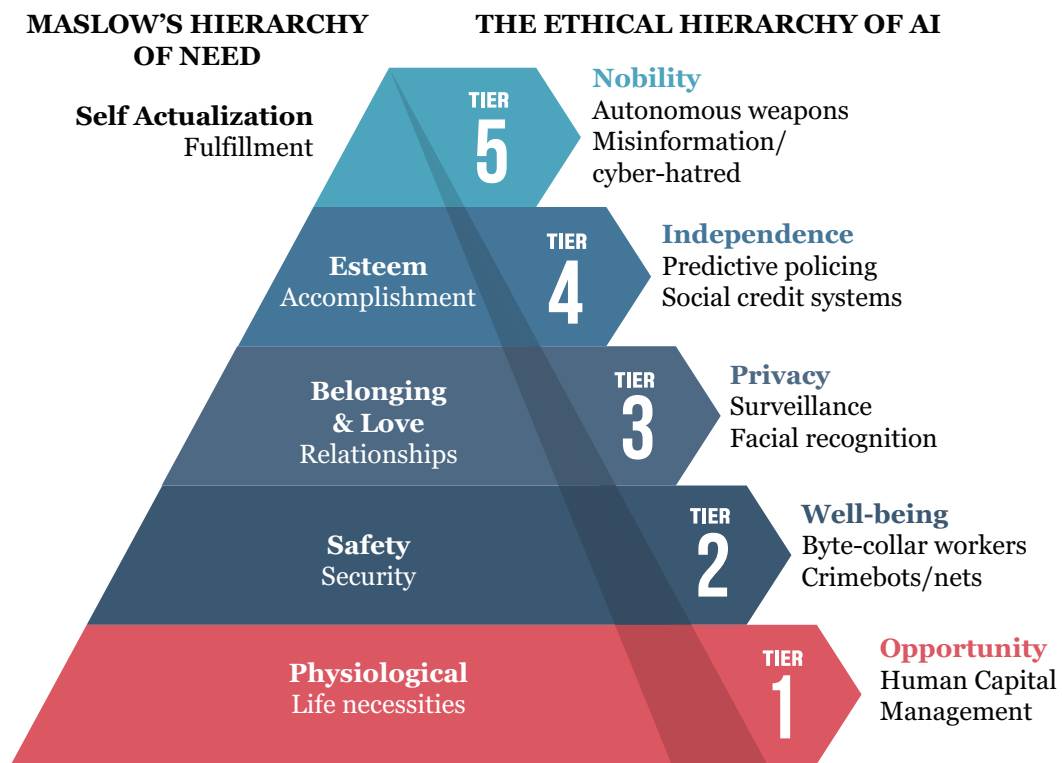 MASLOW'S HIERARCHY
OF NEED
THE ETHICAL HIERARCHY OF AI
Self Actualization
Fulfillment
TIER
5
Nobility
Autonomous weapons
Misinformation/
cyber-hatred
Esteem
Accomplishment
TIER
4
Independence
Predictive policing
Social credit systems
Belonging
& Love
Relationships
TIER
3
Privacy
Surveillance
Facial recognition
Safety
Security
TIER
2
Well-being
Byte-collar workers
Crimebots/nets
Physiological
Life necessities
TIER
1
Opportunity
Human Capital
Management